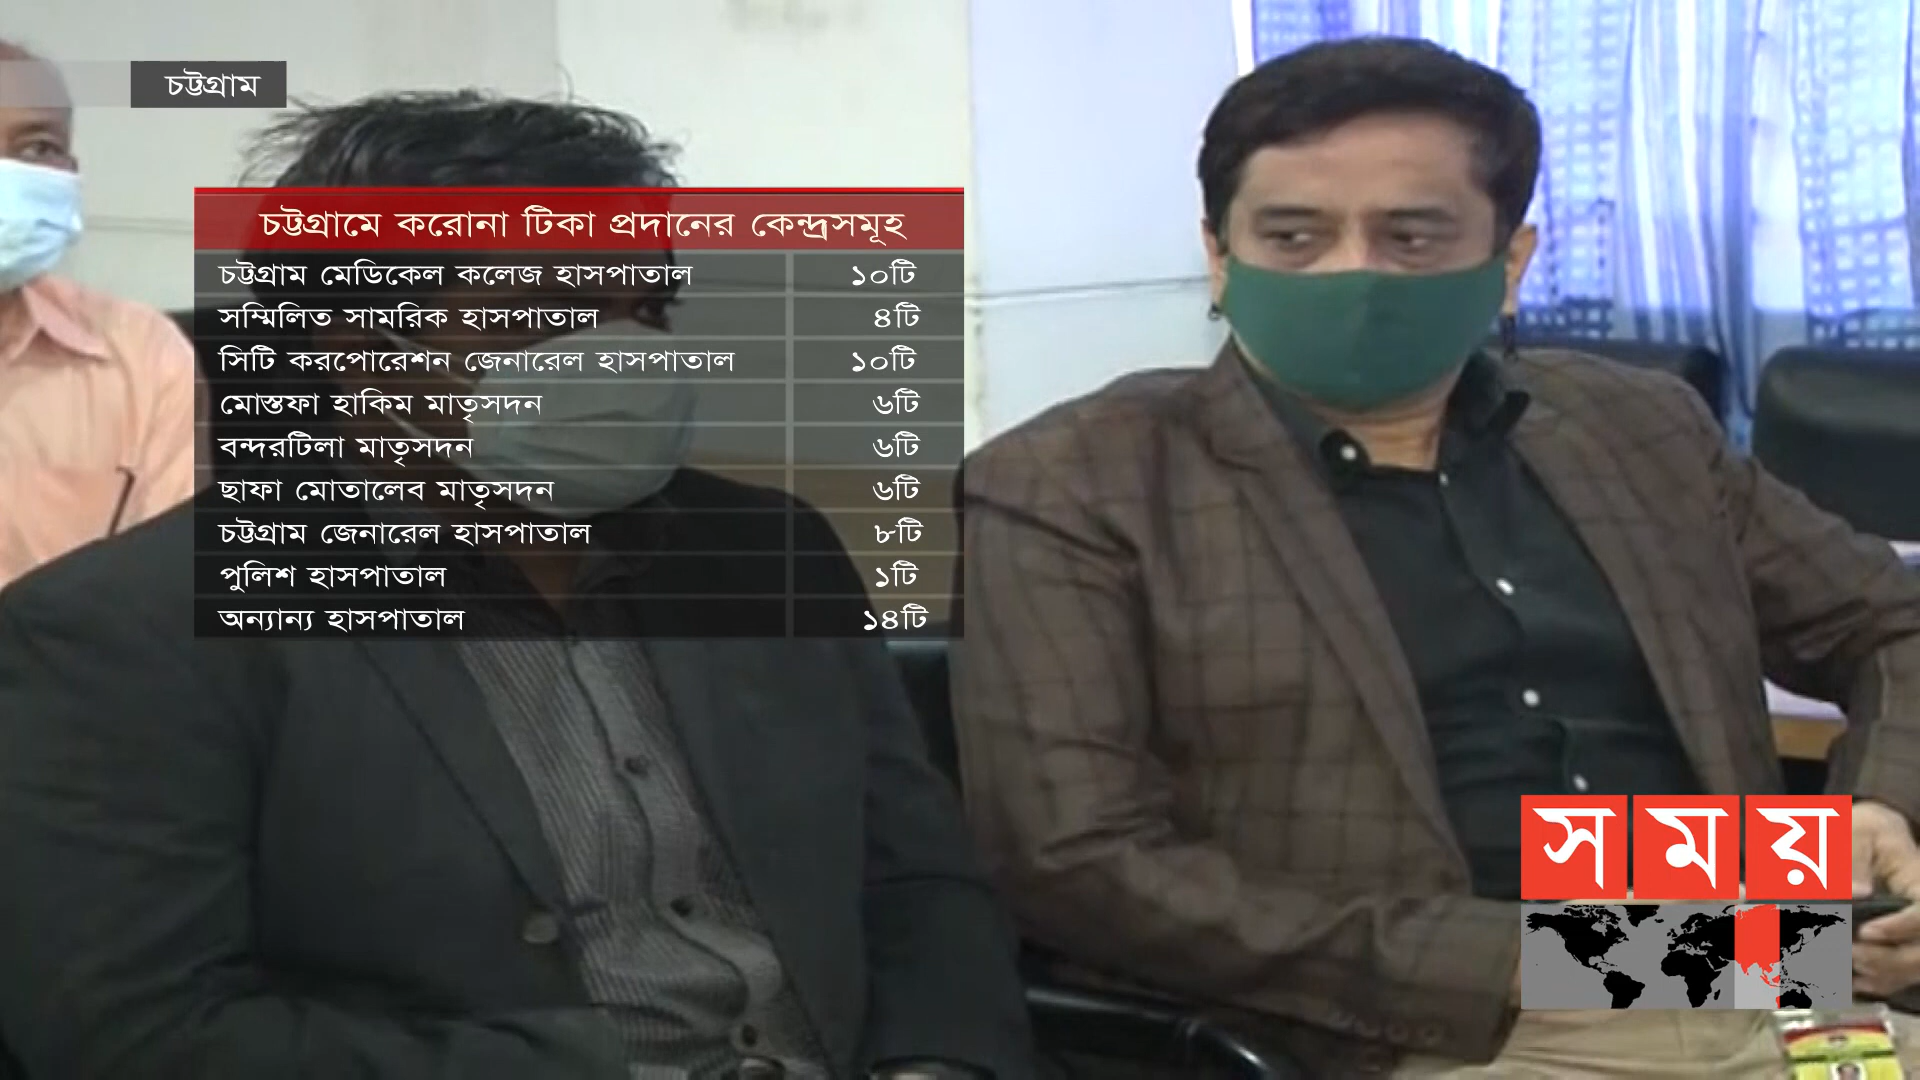 চট্টগ্রাম
চট্টগ্রামে করোনা টিকা প্রদানের কেন্দ্রসমূহ
চট্টগ্রাম মেডিকেল কলেজ হাসপাতাল ১০টি
সম্মিলিত সামরিক হাসপাতাল ৪টি
সিটি করপোরেশন জেনারেল হাসপাতাল ১০টি
মোস্তফা হাকিম মাতৃসদন ৬টি
বন্দরটিলা মাতৃসদন ৬টি
ছাফা মোতালেব মাতৃসদন ৬টি
চট্টগ্রাম জেনারেল হাসপাতাল ৮টি
পুলিশ হাসপাতাল ১টি
অন্যান্য হাসপাতাল ১৪টি
সময়